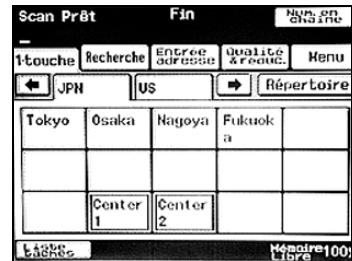 Scan Prêt Fin Num. en chaîne
1-touche Recherche Entrée adresse Qualité & réduc. Menu
JPN US Répertoire
Tokyo Osaka Nagoya Fukuok
a
Center Center
1 2
Liste tâches Mémoire Libre 100%